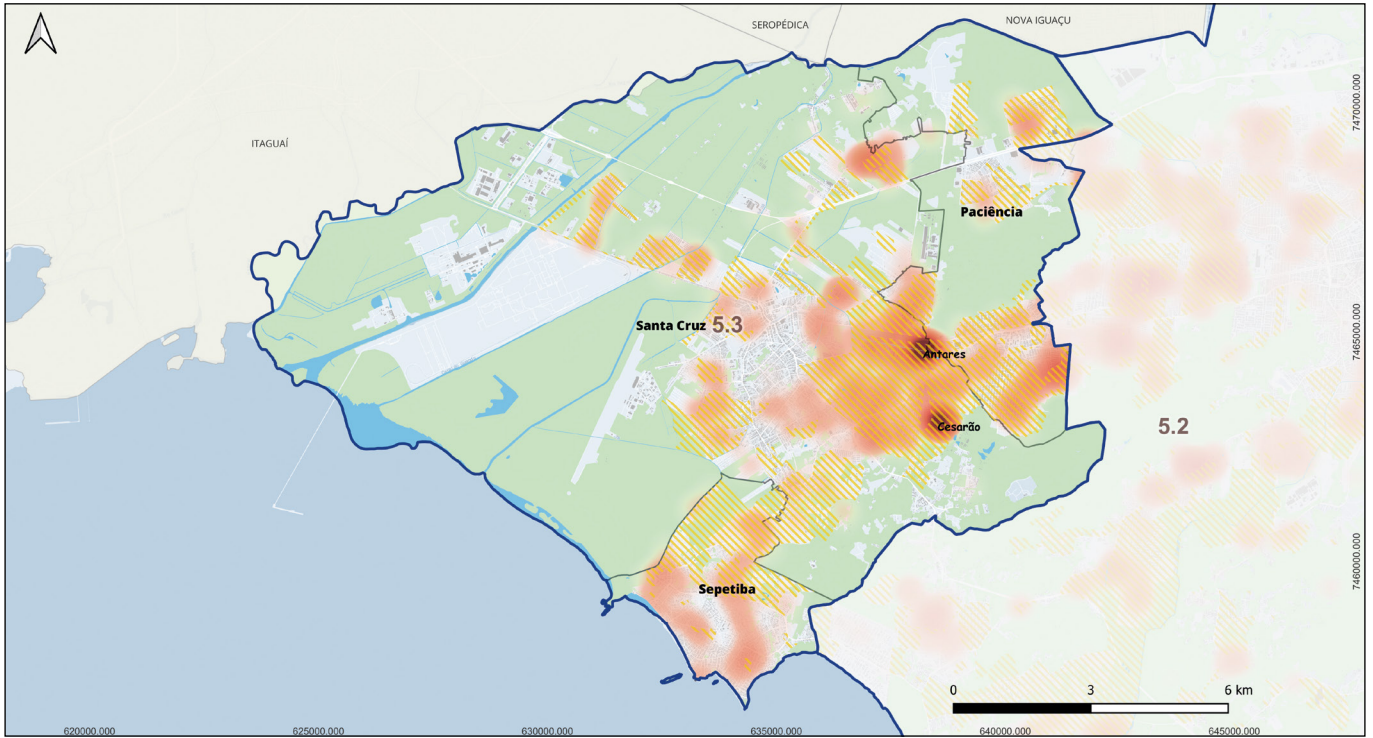 NOVA IGUAÇU
SEROPÉDICA
ITAGUAÍ
7470000.000
Paciência
Santa Cruz 5.3
7465000.000
Antares
Cesarão
5.2
7460000.000
Sepetiba
0 3 6 km
620000.000 625000.000 630000.000 635000.000 640000.000 645000.000